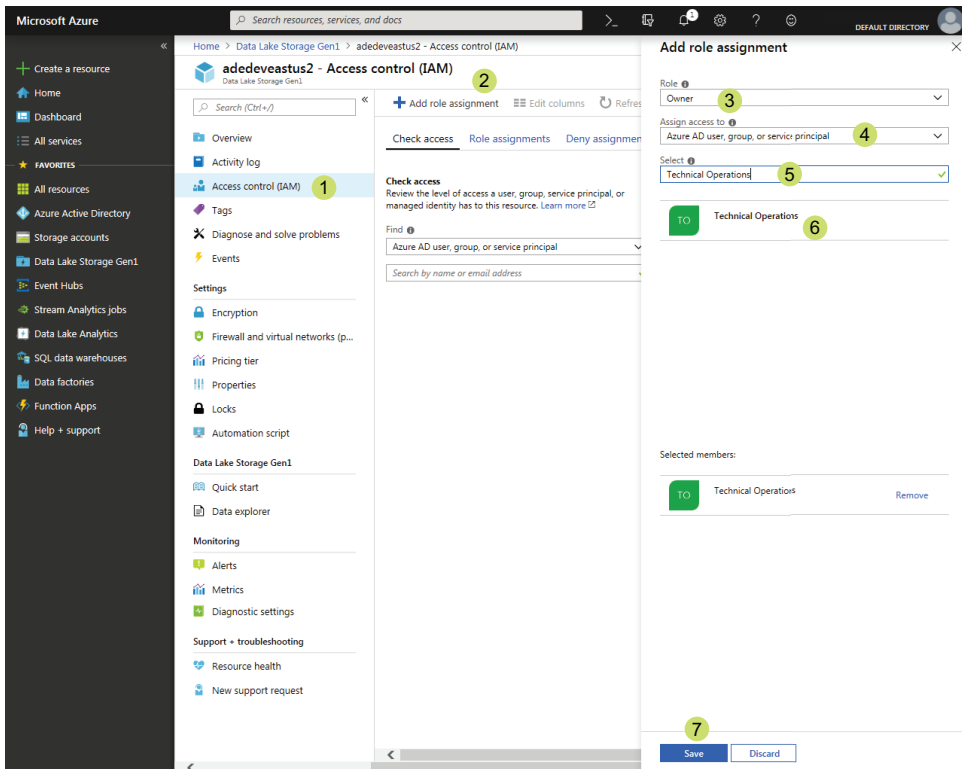 Microsoft Azure
Search resources, services, and docs
1
DEFAULT DIRECTORY
«
Create a resource
Home
Dashboard
All services
FAVORITES
All resources
Azure Active Directory
Storage accounts
Data Lake Storage Gen1
Event Hubs
Stream Analytics jobs
Data Lake Analytics
SQL data warehouses
Data factories
Function Apps
Help + support
Home > Data Lake Storage Gen1 > adedeveastus2 - Access control (IAM)
adedeveastus2 - Access control (IAM)
Data Lake Storage Gen1
Search (Ctrl+/)
«
Overview
Activity log
Access control (IAM)
1
Tags
Diagnose and solve problems
Events
Settings
Encryption
Firewall and virtual networks (p...
Pricing tier
Properties
Locks
Automation script
Data Lake Storage Gen1
Quick start
Data explorer
Monitoring
Alerts
Metrics
Diagnostic settings
Support + troubleshooting
Resource health
New support request
2
Add role assignment Edit columns Refres
Check access Role assignments Deny assignmen
Check access
Review the level of access a user, group, service principal, or
managed identity has to this resource. Learn more
Find
Azure AD user, group, or service principal
Search by name or email address
Add role assignment
Role
Owner
3
Assign access to
Azure AD user, group, or service principal
4
Select
Technical Operations
5
TO
Technical Operations
6
Selected members:
TO
Technical Operations
Remove
7
Save
Discard